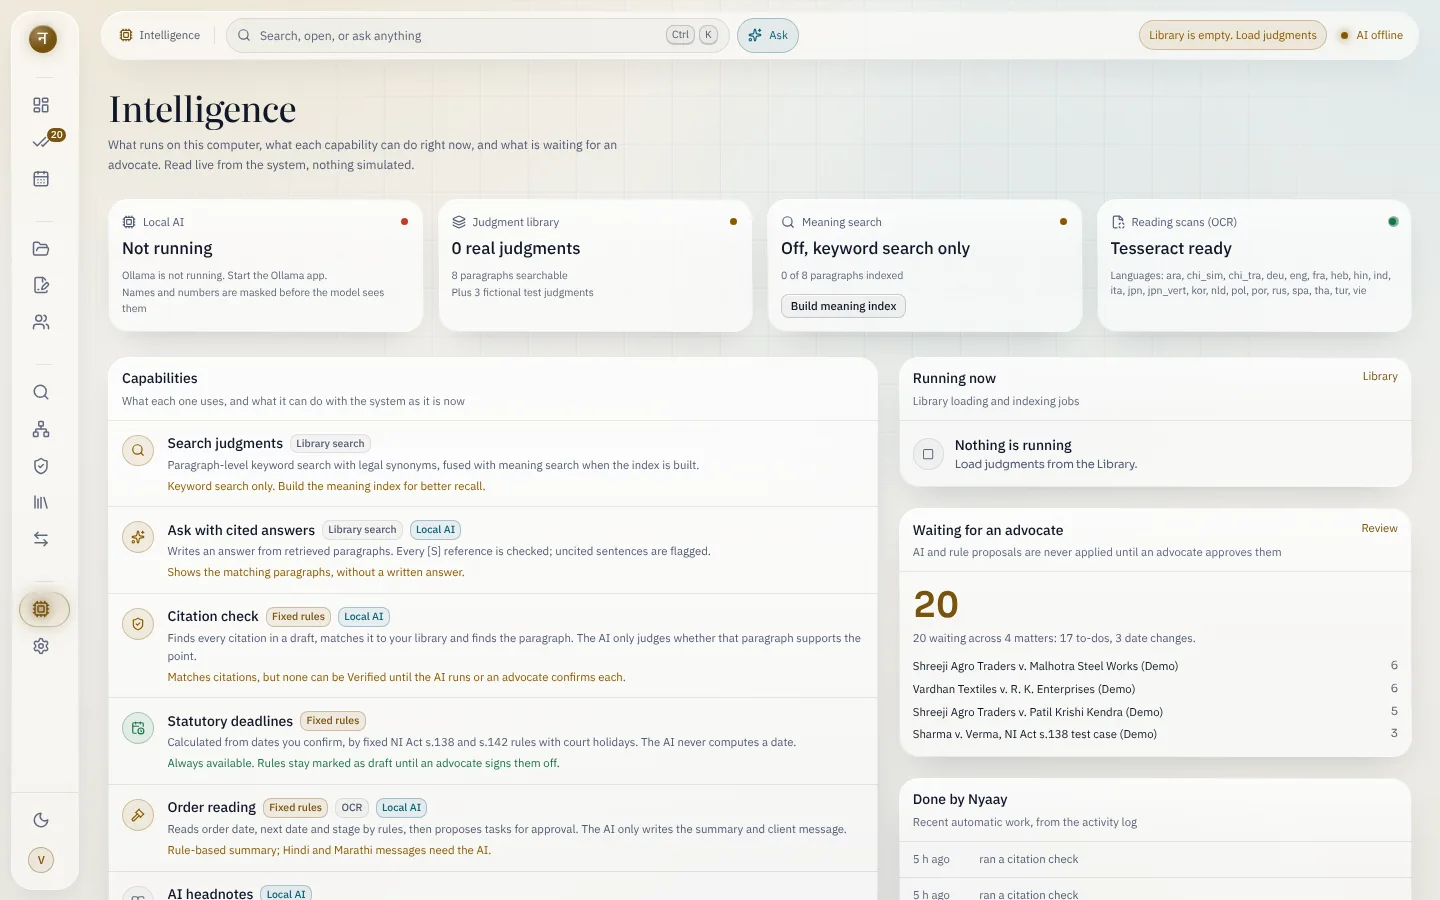 न
Intelligence
Search, open, or ask anything
Ctrl
K
Ask
Library is empty. Load judgments
AI offline
20
Intelligence
What runs on this computer, what each capability can do right now, and what is waiting for an
advocate. Read live from the system, nothing simulated.
Local AI
Not running
Ollama is not running. Start the Ollama app.
Names and numbers are masked before the model sees
them
Judgment library
0 real judgments
8 paragraphs searchable
Plus 3 fictional test judgments
Meaning search
Off, keyword search only
0 of 8 paragraphs indexed
Build meaning index
Reading scans (OCR)
Tesseract ready
Languages: ara, chi_sim, chi_tra, deu, eng, fra, heb, hin, ind,
ita, jpn, jpn_vert, kor, nld, pol, por, rus, spa, tha, tur, vie
Capabilities
What each one uses, and what it can do with the system as it is now
Search judgments Library search
Paragraph-level keyword search with legal synonyms, fused with meaning search when the index is built.
Keyword search only. Build the meaning index for better recall.
Ask with cited answers Library search Local AI
Writes an answer from retrieved paragraphs. Every [S] reference is checked; uncited sentences are flagged.
Shows the matching paragraphs, without a written answer.
Citation check Fixed rules Local AI
Finds every citation in a draft, matches it to your library and finds the paragraph. The AI only judges whether that paragraph supports the
point.
Matches citations, but none can be Verified until the AI runs or an advocate confirms each.
Statutory deadlines Fixed rules
Calculated from dates you confirm, by fixed NI Act s.138 and s.142 rules with court holidays. The AI never computes a date.
Always available. Rules stay marked as draft until an advocate signs them off.
Order reading Fixed rules OCR Local AI
Reads order date, next date and stage by rules, then proposes tasks for approval. The AI only writes the summary and client message.
Rule-based summary; Hindi and Marathi messages need the AI.
AI headnotes Local AI
Running now
Library
Library loading and indexing jobs
Nothing is running
Load judgments from the Library.
Waiting for an advocate
Review
AI and rule proposals are never applied until an advocate approves them
20
20 waiting across 4 matters: 17 to-dos, 3 date changes.
Shreeji Agro Traders v. Malhotra Steel Works (Demo) 6
Vardhan Textiles v. R. K. Enterprises (Demo) 6
Shreeji Agro Traders v. Patil Krishi Kendra (Demo) 5
Sharma v. Verma, NI Act s.138 test case (Demo) 3
Done by Nyaay
Recent automatic work, from the activity log
5 h ago ran a citation check
5 h ago ran a citation check
V